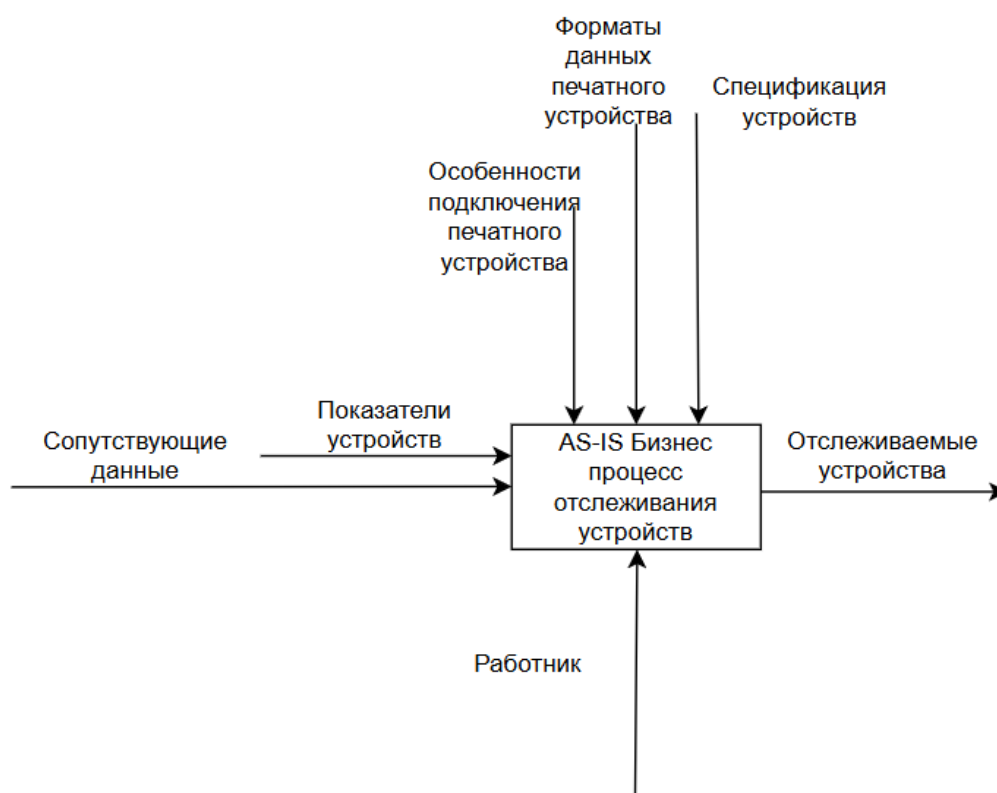 Форматы
данных
печатного
устройства
Спецификация
устройств
Особенности
подключения
печатного
устройства
Показатели
устройств
Сопутствующие
данные
AS-IS Бизнес
процесс
отслеживания
устройств
Отслеживаемые
устройства
Работник